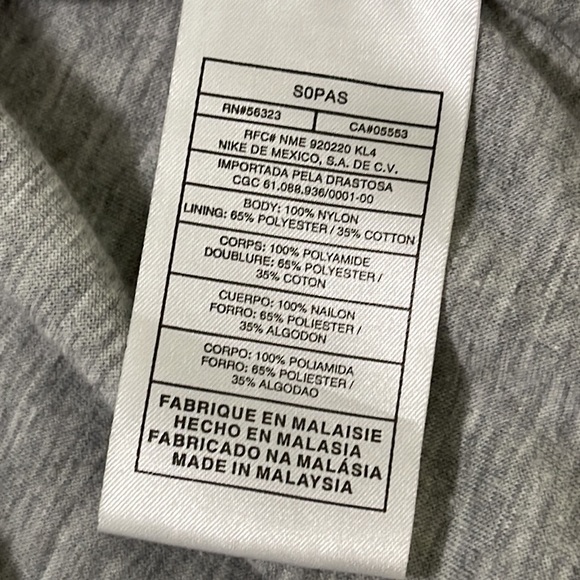 S0PAS
RN#56323
CA#05553
RFC# NME 920220 KL4
NIKE DE MEXICO, S.A. DE C.V.
IMPORTADA PELA DRASTOSA
CGC 61.088.936/0001-00
BODY: 100% NYLON
LINING: 65% POLYESTER / 35% COTTON
CORPS: 100% POLYAMIDE
DOUBLURE: 65% POLYESTER /
35% COTON
CUERPO: 100% NAILON
FORRO: 65% POLIESTER /
35% ALGODON
CORPO: 100% POLIAMIDA
FORRO: 65% POLIESTER /
35% ALGODAO
FABRIQUE EN MALAISIE
HECHO EN MALASIA
FABRICADO NA MALÁSIA
MADE IN MALAYSIA